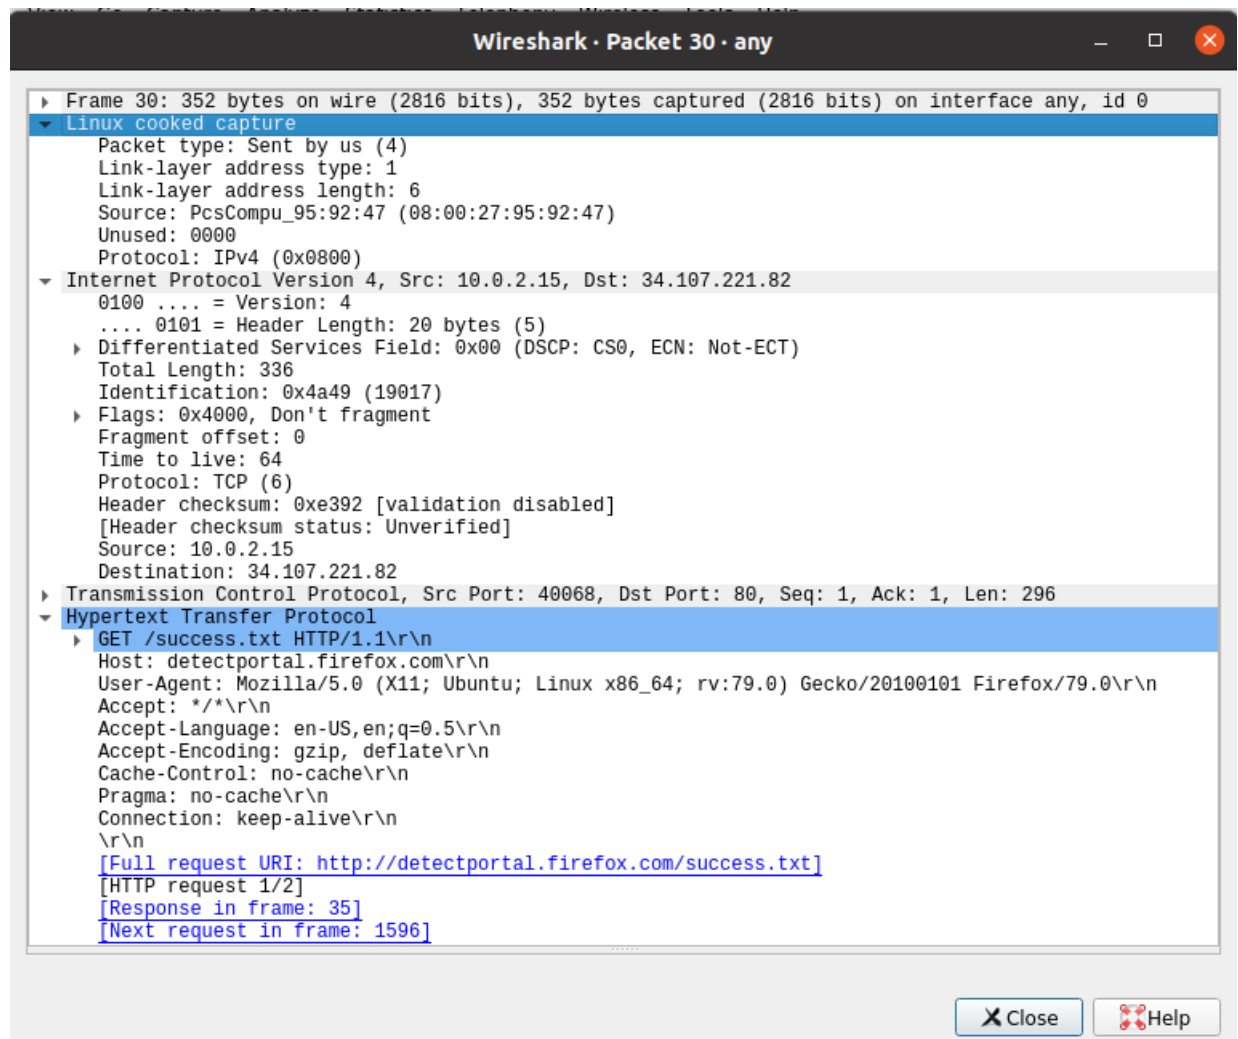 View Go Capture Analyze Statistics Telephony Wireless Tools Help
Wireshark · Packet 30 · any
Frame 30: 352 bytes on wire (2816 bits), 352 bytes captured (2816 bits) on interface any, id 0
Linux cooked capture
Packet type: Sent by us (4)
Link-layer address type: 1
Link-layer address length: 6
Source: PcsCompu_95:92:47 (08:00:27:95:92:47)
Unused: 0000
Protocol: IPv4 (0x0800)
Internet Protocol Version 4, Src: 10.0.2.15, Dst: 34.107.221.82
0100 .... = Version: 4
.... 0101 = Header Length: 20 bytes (5)
Differentiated Services Field: 0x00 (DSCP: CS0, ECN: Not-ECT)
Total Length: 336
Identification: 0x4a49 (19017)
Flags: 0x4000, Don't fragment
Fragment offset: 0
Time to live: 64
Protocol: TCP (6)
Header checksum: 0xe392 [validation disabled]
[Header checksum status: Unverified]
Source: 10.0.2.15
Destination: 34.107.221.82
Transmission Control Protocol, Src Port: 40068, Dst Port: 80, Seq: 1, Ack: 1, Len: 296
Hypertext Transfer Protocol
GET /success.txt HTTP/1.1\r\n
Host: detectportal.firefox.com\r\n
User-Agent: Mozilla/5.0 (X11; Ubuntu; Linux x86_64; rv:79.0) Gecko/20100101 Firefox/79.0\r\n
Accept: */*\r\n
Accept-Language: en-US,en;q=0.5\r\n
Accept-Encoding: gzip, deflate\r\n
Cache-Control: no-cache\r\n
Pragma: no-cache\r\n
Connection: keep-alive\r\n
\r\n
[Full request URI: http://detectportal.firefox.com/success.txt]
[HTTP request 1/2]
[Response in frame: 35]
[Next request in frame: 1596]
Close
Help